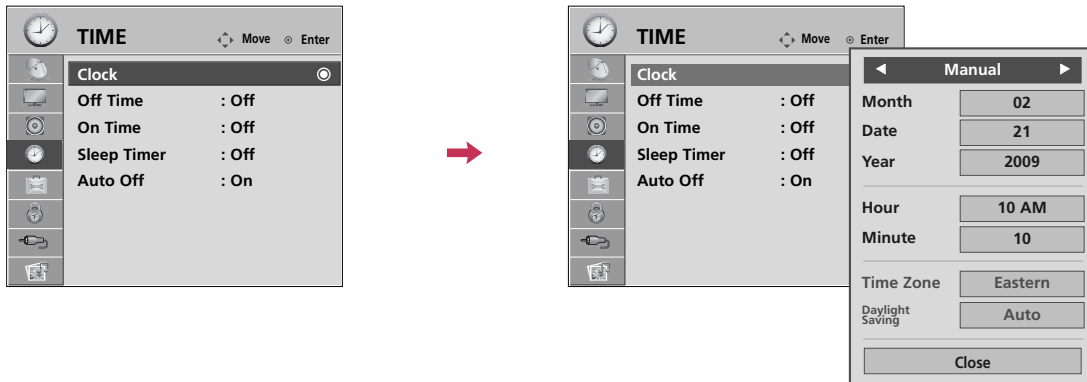 TIME
Move
Enter
Clock
Off Time : Off
On Time : Off
Sleep Timer : Off
Auto Off : On
TIME
Move
Enter
Clock
Off Time : Off
On Time : Off
Sleep Timer : Off
Auto Off : On
Manual
Month 02
Date 21
Year 2009
Hour 10 AM
Minute 10
Time Zone Eastern
Daylight
Saving Auto
Close